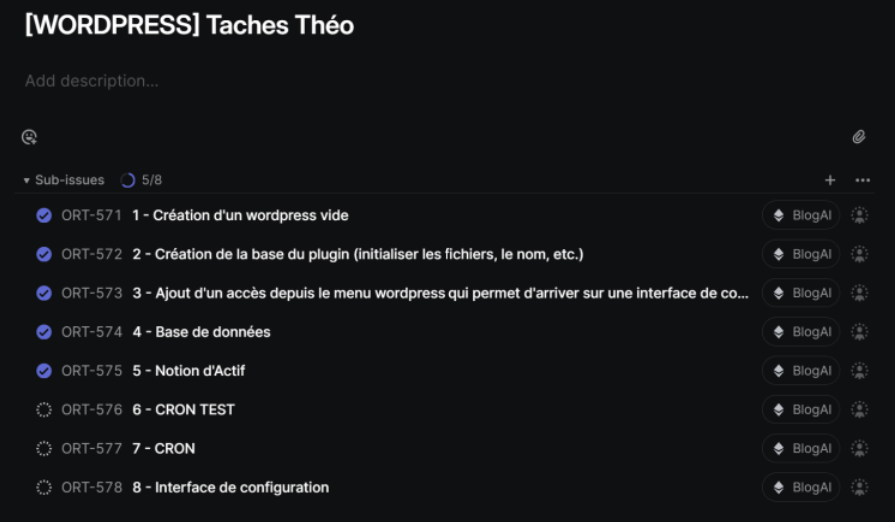 [WORDPRESS] Taches Théo
Add description...
Sub-issues 5/8
ORT-571 1 - Création d'un wordpress vide BlogAI
ORT-572 2 - Création de la base du plugin (initialiser les fichiers, le nom, etc.) BlogAI
ORT-573 3 - Ajout d'un accès depuis le menu wordpress qui permet d'arriver sur une interface de co... BlogAI
ORT-574 4 - Base de données BlogAI
ORT-575 5 - Notion d'Actif BlogAI
ORT-576 6 - CRON TEST BlogAI
ORT-577 7 - CRON BlogAI
ORT-578 8 - Interface de configuration BlogAI